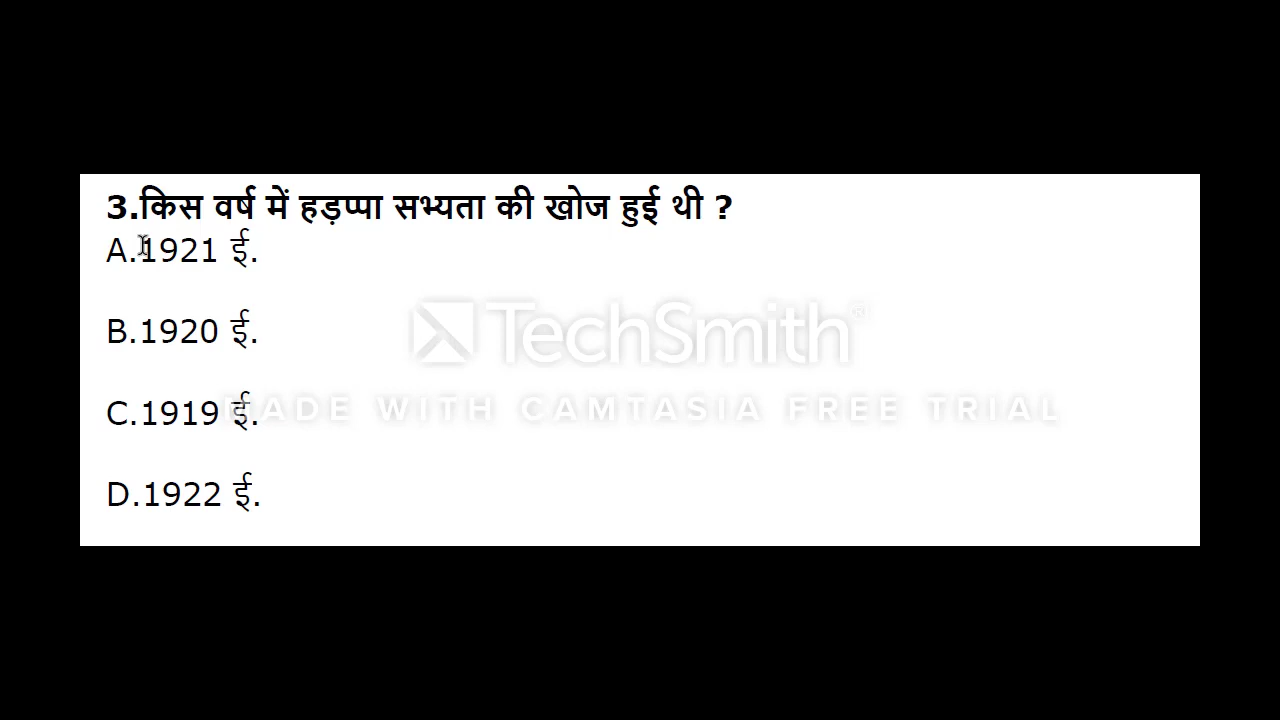 3.किस वर्ष में हड़प्पा सभ्यता की खोज हुई थी ?
A.1921 ई.
B.1920 ई.
TechSmith®
C.1919 ई.
MADE WITH CAMTASIA FREE TRIAL
D.1922 ई.